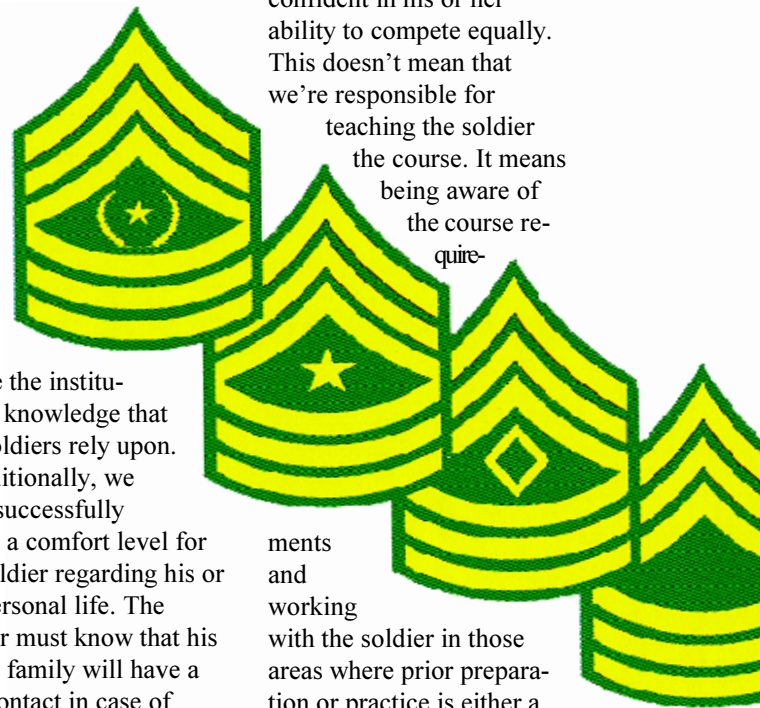 e the institu-
knowledge that
ldiers rely upon.
itionally, we
successfully
a comfort level for
ldier regarding his or
ersonal life. The
r must know that his
family will have a
ontact in case of
confident in his or her
ability to compete equally.
This doesn't mean that
we're responsible for
teaching the soldier
the course. It means
being aware of
the course re-
quire-
ments
and
working
with the soldier in those
areas where prior prepara-
tion or practice is either a